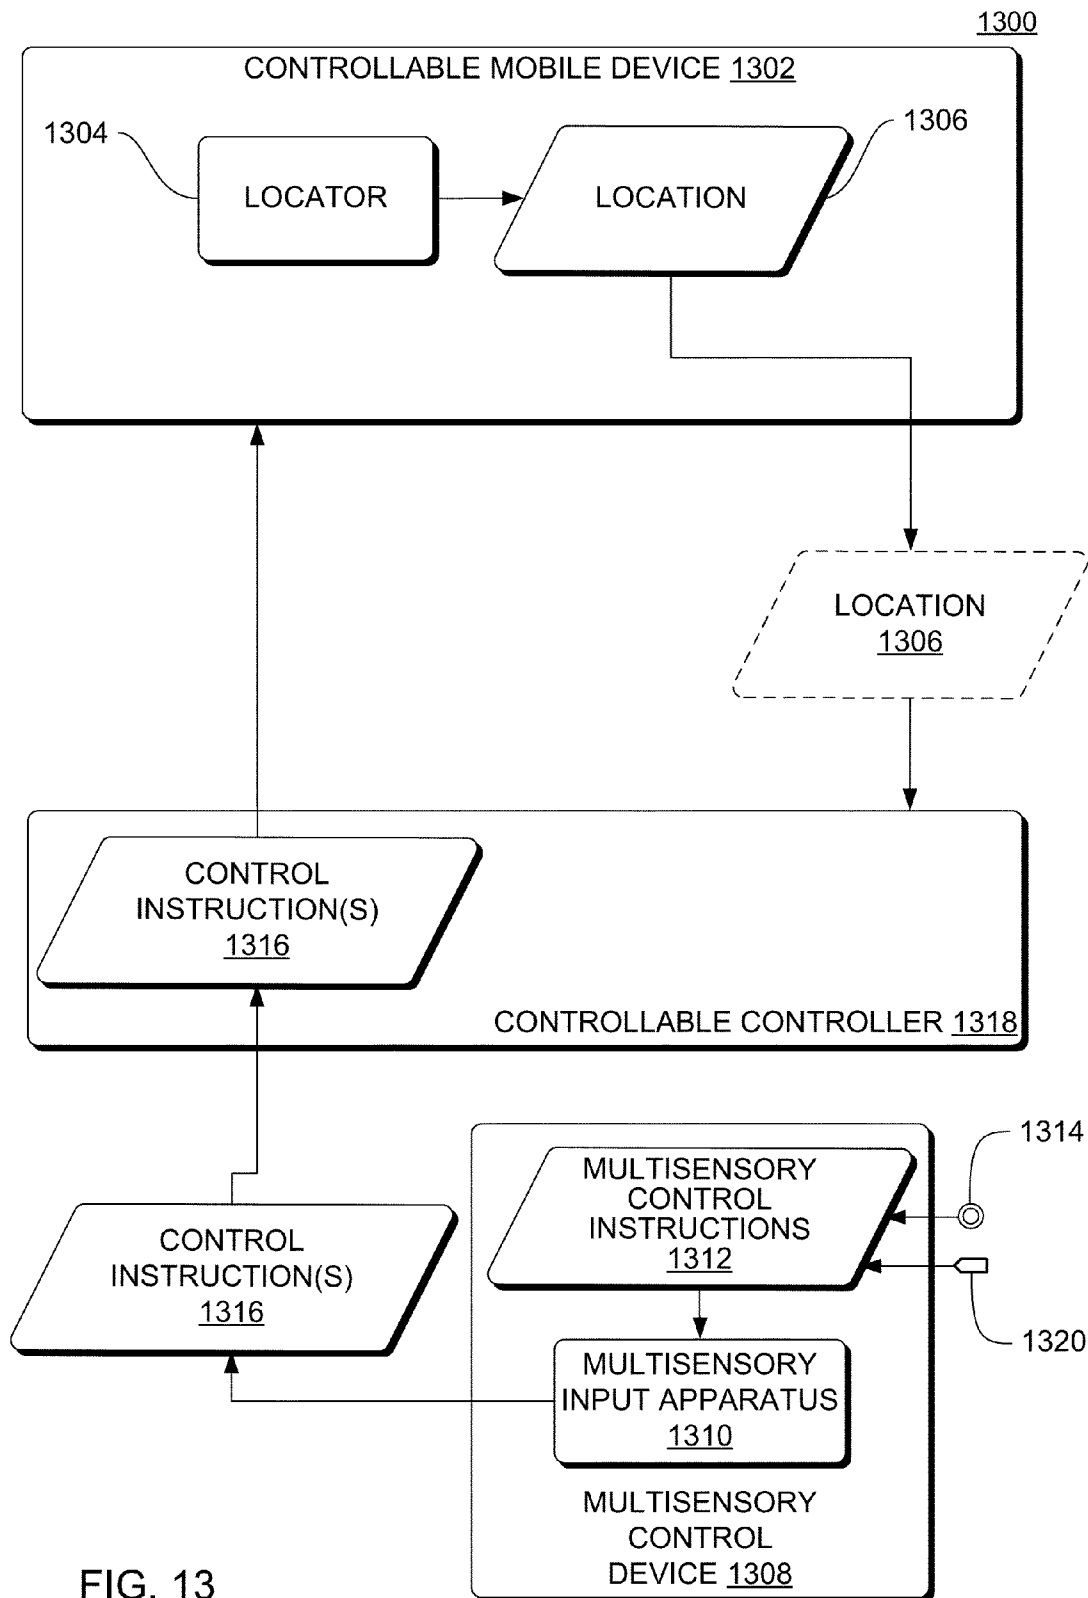 1300
CONTROLLABLE MOBILE DEVICE 1302
1304
1306
LOCATOR
LOCATION
LOCATION
1306
CONTROL
INSTRUCTION(S)
1316
CONTROLLABLE CONTROLLER 1318
1314
MULTISENSORY
CONTROL
INSTRUCTIONS
1312
CONTROL
INSTRUCTION(S)
1316
1320
MULTISENSORY
INPUT APPARATUS
1310
MULTISENSORY
CONTROL
DEVICE 1308
FIG. 13